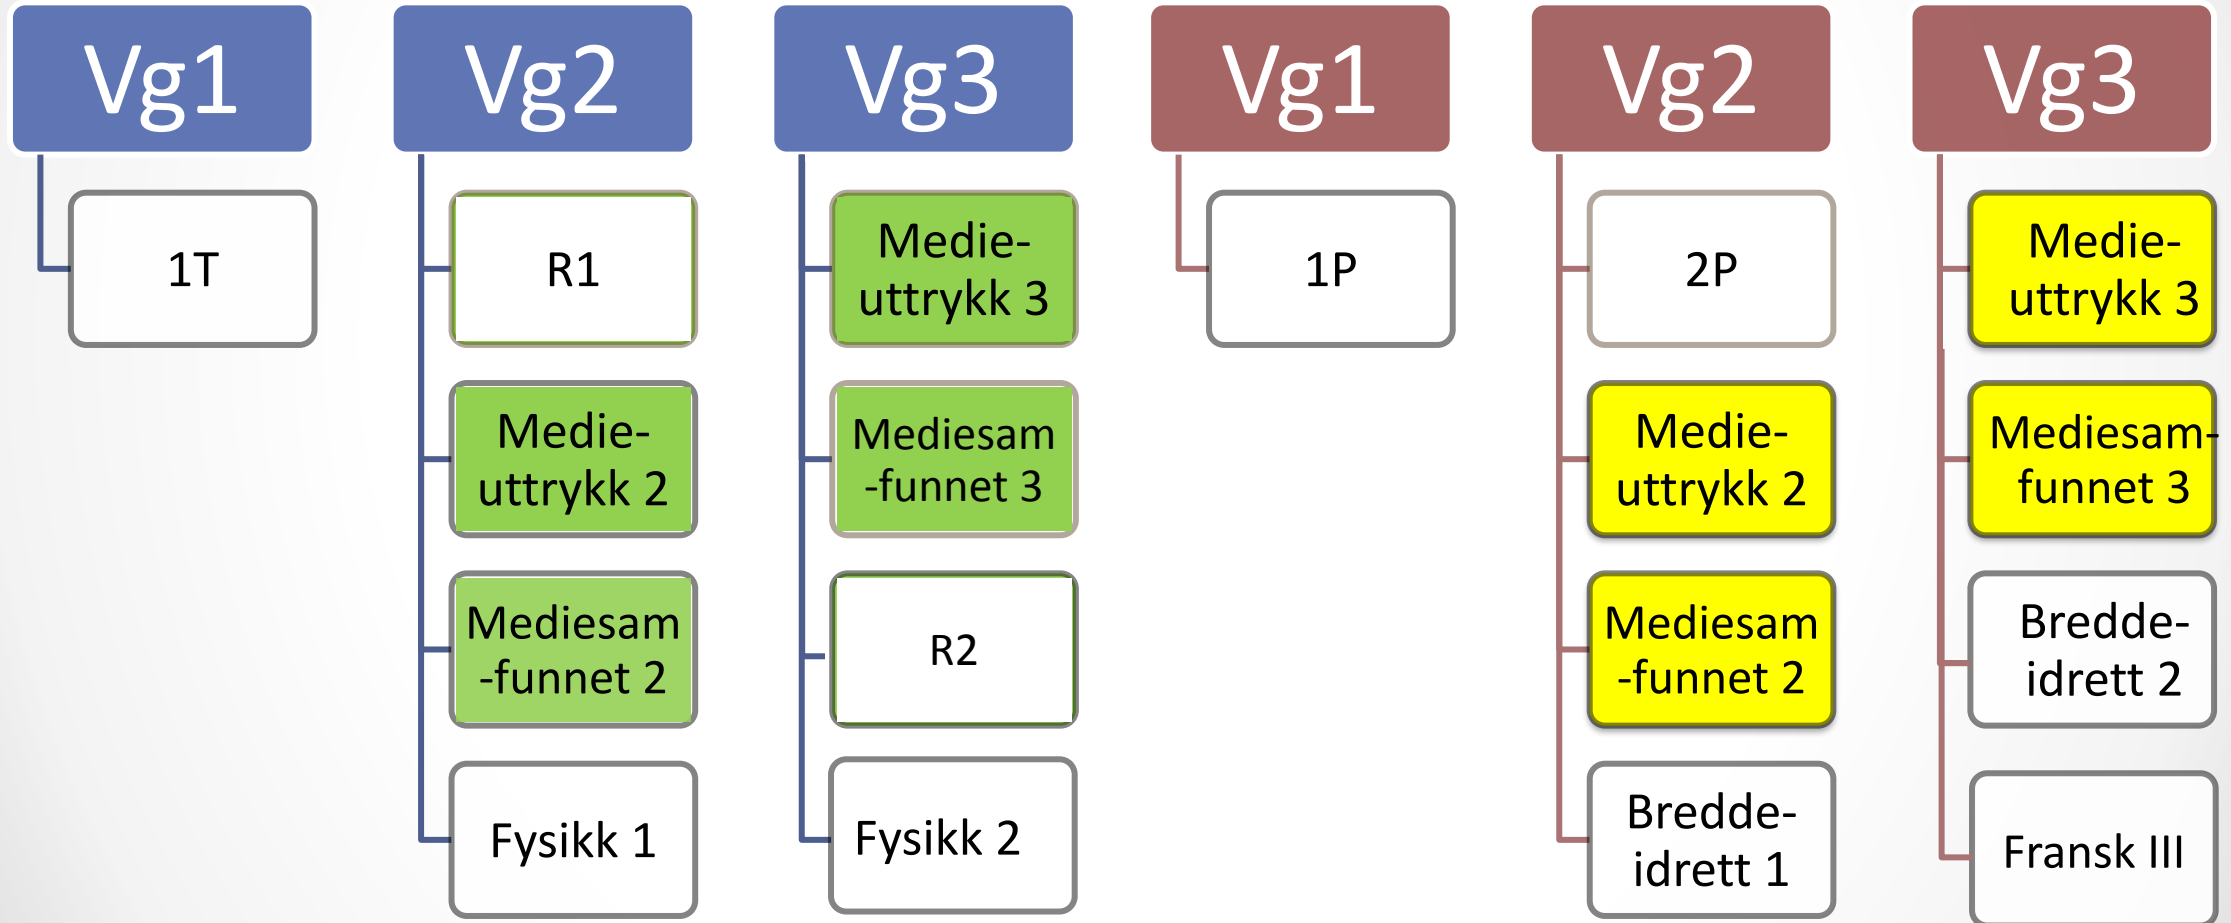 Vg1
1T
Vg2
R1
Medie-
uttrykk 2
Mediesam
-funnet 2
Fysikk 1
Vg3
Medie-
uttrykk 3
Mediesam
-funnet 3
R2
Fysikk 2
Vg1
1P
Vg2
2P
Medie-
uttrykk 2
Mediesam
-funnet 2
Bredde-
idrett 1
Vg3
Medie-
uttrykk 3
Mediesam-
funnet 3
Bredde-
idrett 2
Fransk III